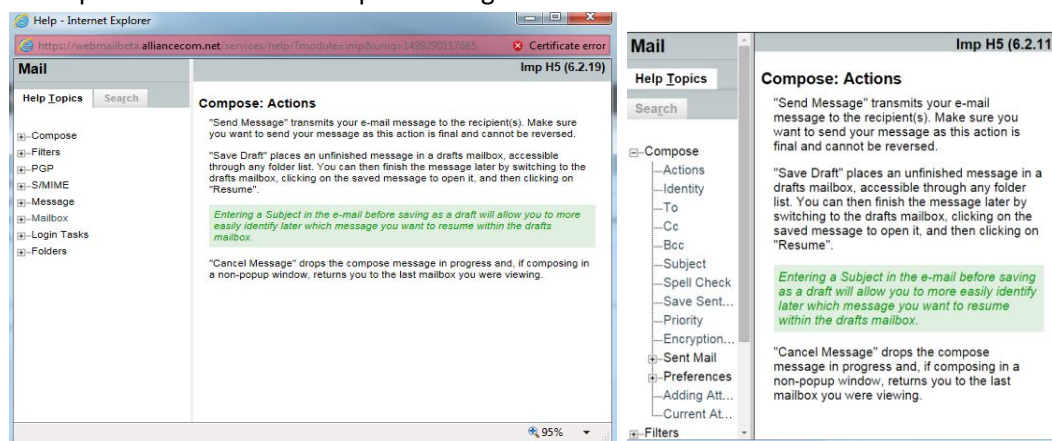 Help - Internet Explorer
https://webmailbeta.alliancecom.net/services/help/?module=imp&uniq=1499290117685
Certificate error
Mail
Imp H5 (6.2.19)
Help Topics
Search
Compose
Filters
PGP
S/MIME
Message
Mailbox
Login Tasks
Folders
Compose: Actions
"Send Message" transmits your e-mail message to the recipient(s). Make sure
you want to send your message as this action is final and cannot be reversed.
"Save Draft" places an unfinished message in a drafts mailbox, accessible
through any folder list. You can then finish the message later by switching to the
drafts mailbox, clicking on the saved message to open it, and then clicking on
"Resume".
Entering a Subject in the e-mail before saving as a draft will allow you to more
easily identify later which message you want to resume within the drafts
mailbox.
"Cancel Message" drops the compose message in progress and, if composing in
a non-popup window, returns you to the last mailbox you were viewing.
95%
Mail
Imp H5 (6.2.11
Help Topics
Search
Compose
Actions
Identity
To
Cc
Bcc
Subject
Spell Check
Save Sent...
Priority
Encryption...
Sent Mail
Preferences
Adding Att...
Current At...
Filters
Compose: Actions
"Send Message" transmits your e-mail
message to the recipient(s). Make sure you
want to send your message as this action is
final and cannot be reversed.
"Save Draft" places an unfinished message in a
drafts mailbox, accessible through any folder
list. You can then finish the message later by
switching to the drafts mailbox, clicking on the
saved message to open it, and then clicking on
"Resume".
Entering a Subject in the e-mail before saving
as a draft will allow you to more easily identify
later which message you want to resume
within the drafts mailbox.
"Cancel Message" drops the compose
message in progress and, if composing in a
non-popup window, returns you to the last
mailbox you were viewing.